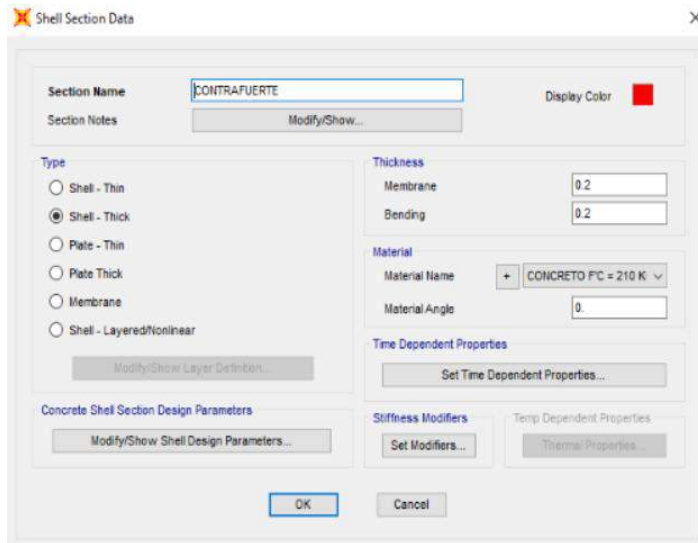 Shell Section Data
Section Name
CONTRAFUERTE
Display Color
Section Notes
Modify/Show...
Type
Shell - Thin
Shell - Thick
Plate - Thin
Plate Thick
Membrane
Shell - Layered/Nonlinear
Modify/Show Layer Definition...
Concrete Shell Section Design Parameters
Modify/Show Shell Design Parameters...
Thickness
Membrane
0.2
Bending
0.2
Material
Material Name
+
CONCRETO F'C = 210 K
Material Angle
0.
Time Dependent Properties
Set Time Dependent Properties...
Stiffness Modifiers
Set Modifiers...
Temp Dependent Properties
Thermal Properties...
OK
Cancel